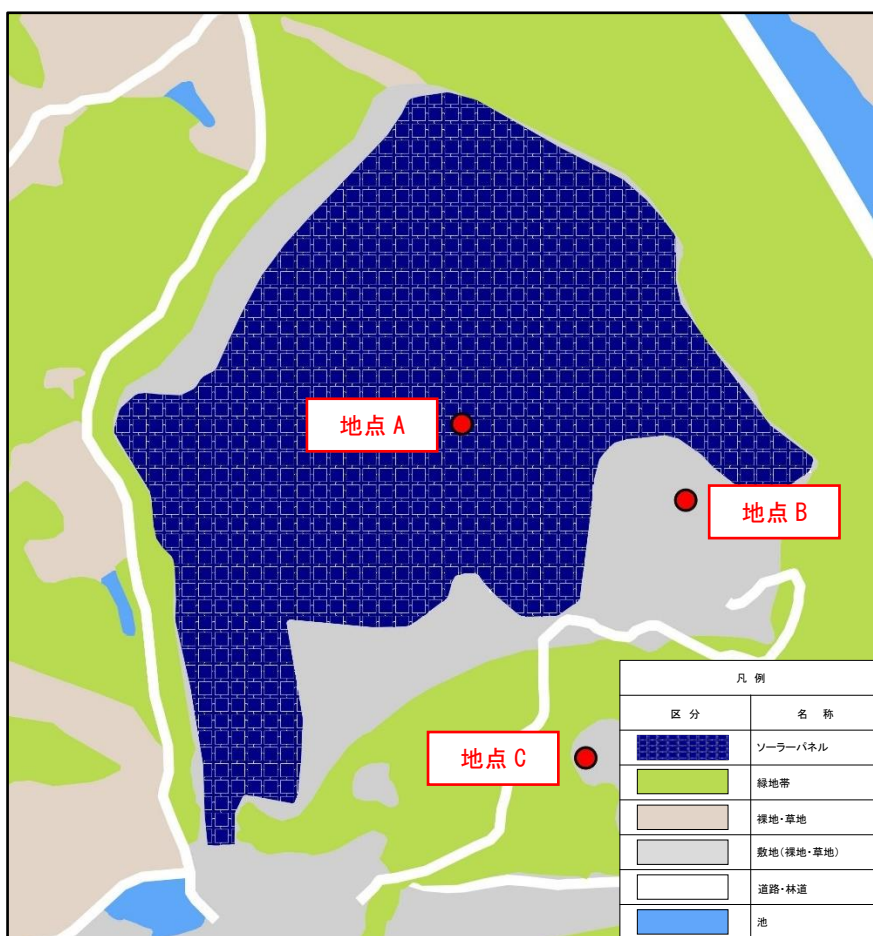 地点 A
地点 B
地点 C
凡 例
区 分 名 称
ソーラーパネル
緑地帯
裸地・草地
敷地(裸地・草地)
道路・林道
池